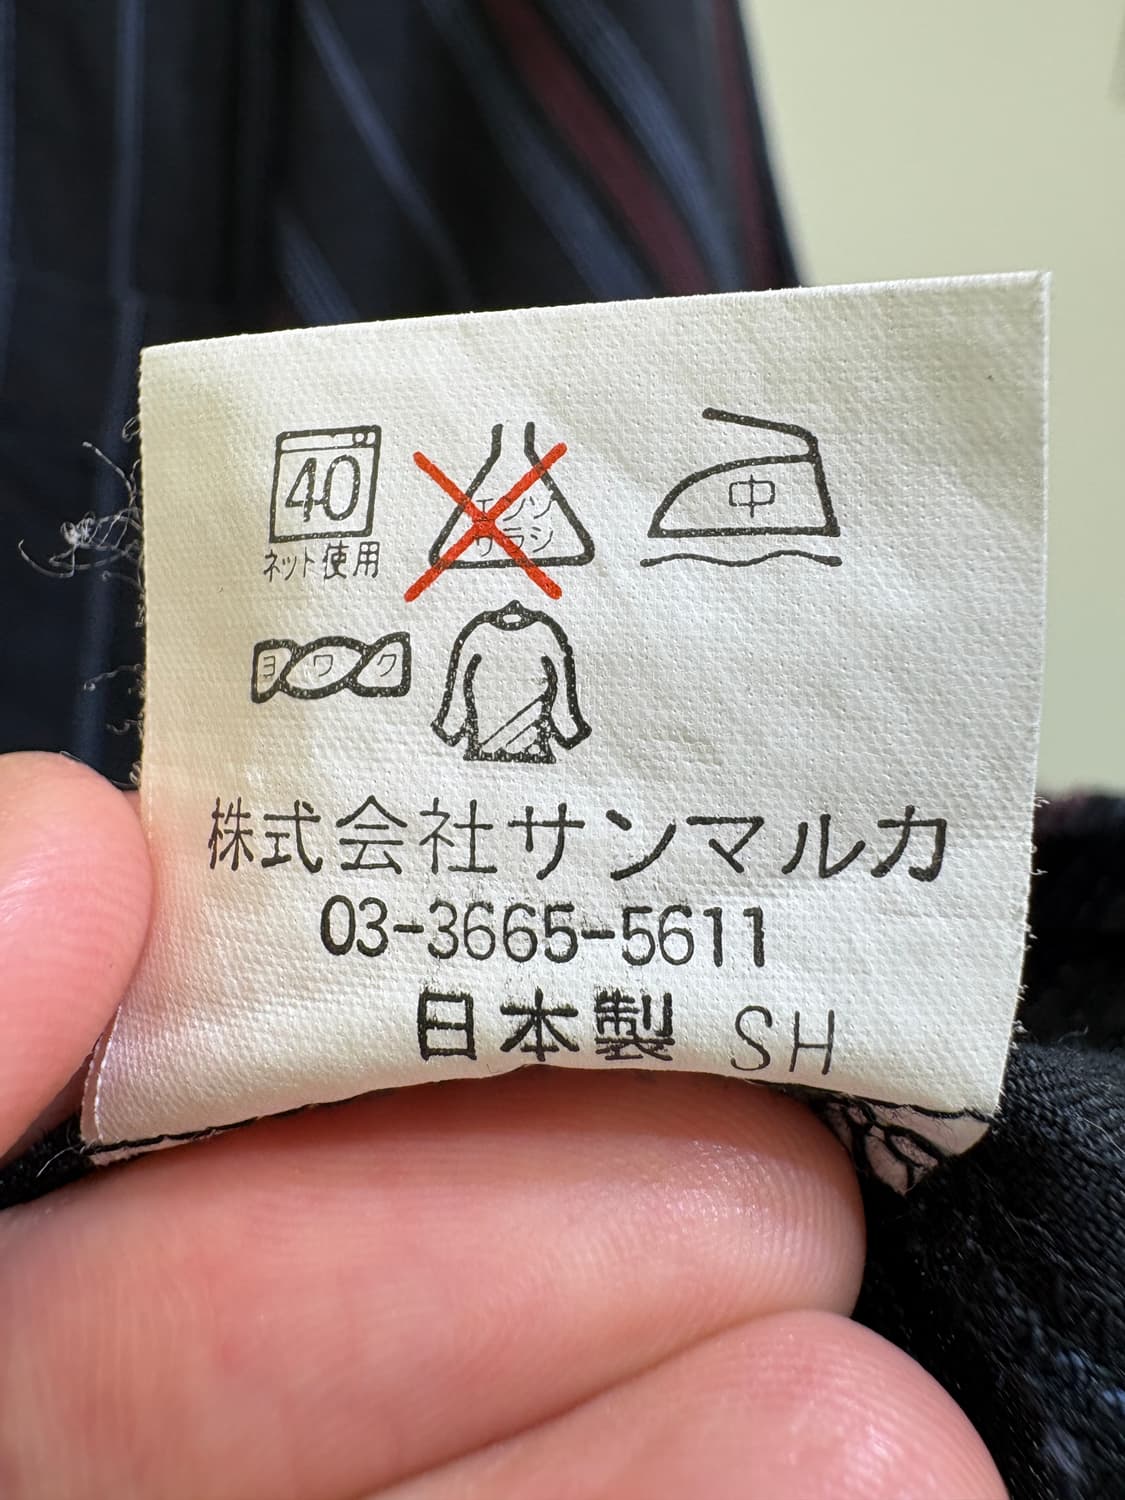 40
ネット使用
エンソ
サラシ
中
ヨワク
株式会社サンマルカ
03-3665-5611
日本製 SH